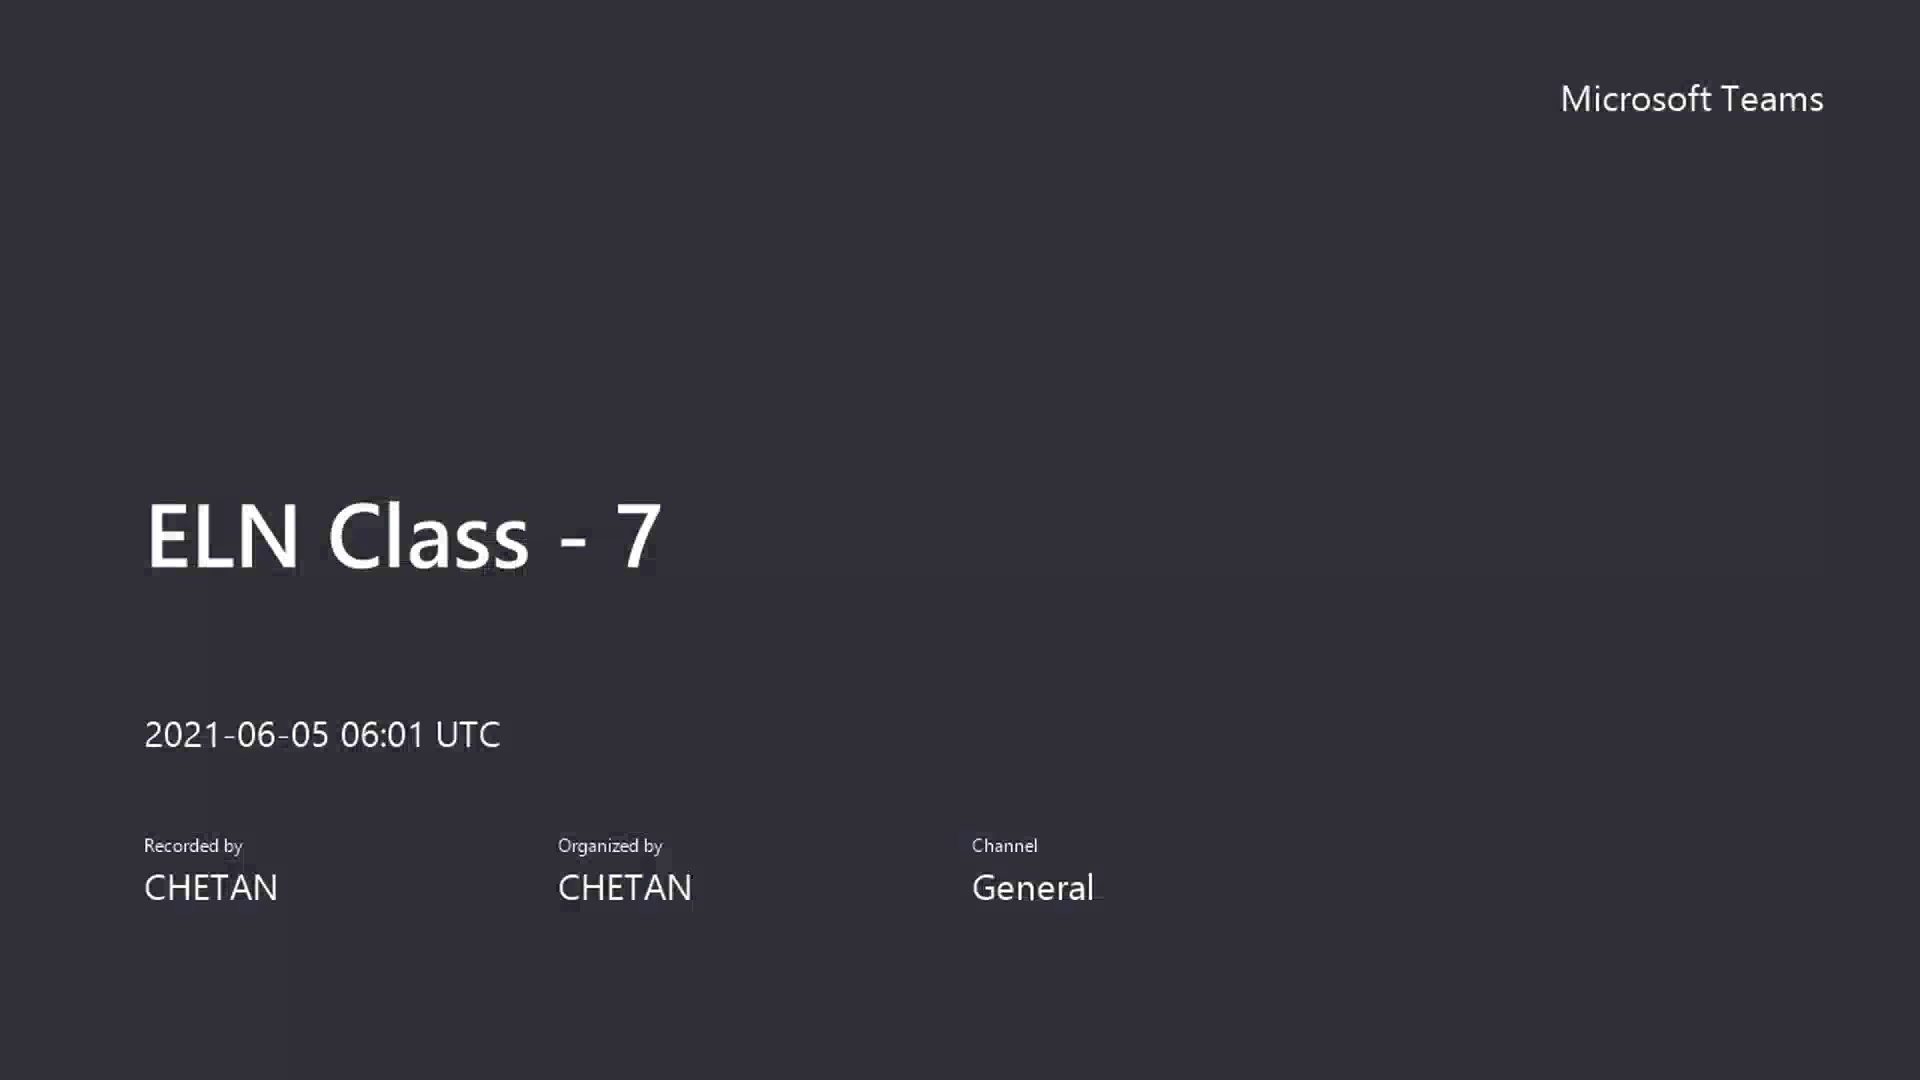 Microsoft Teams
ELN Class - 7
2021-06-05 06:01 UTC
Recorded by
CHETAN
Organized by
CHETAN
Channel
General